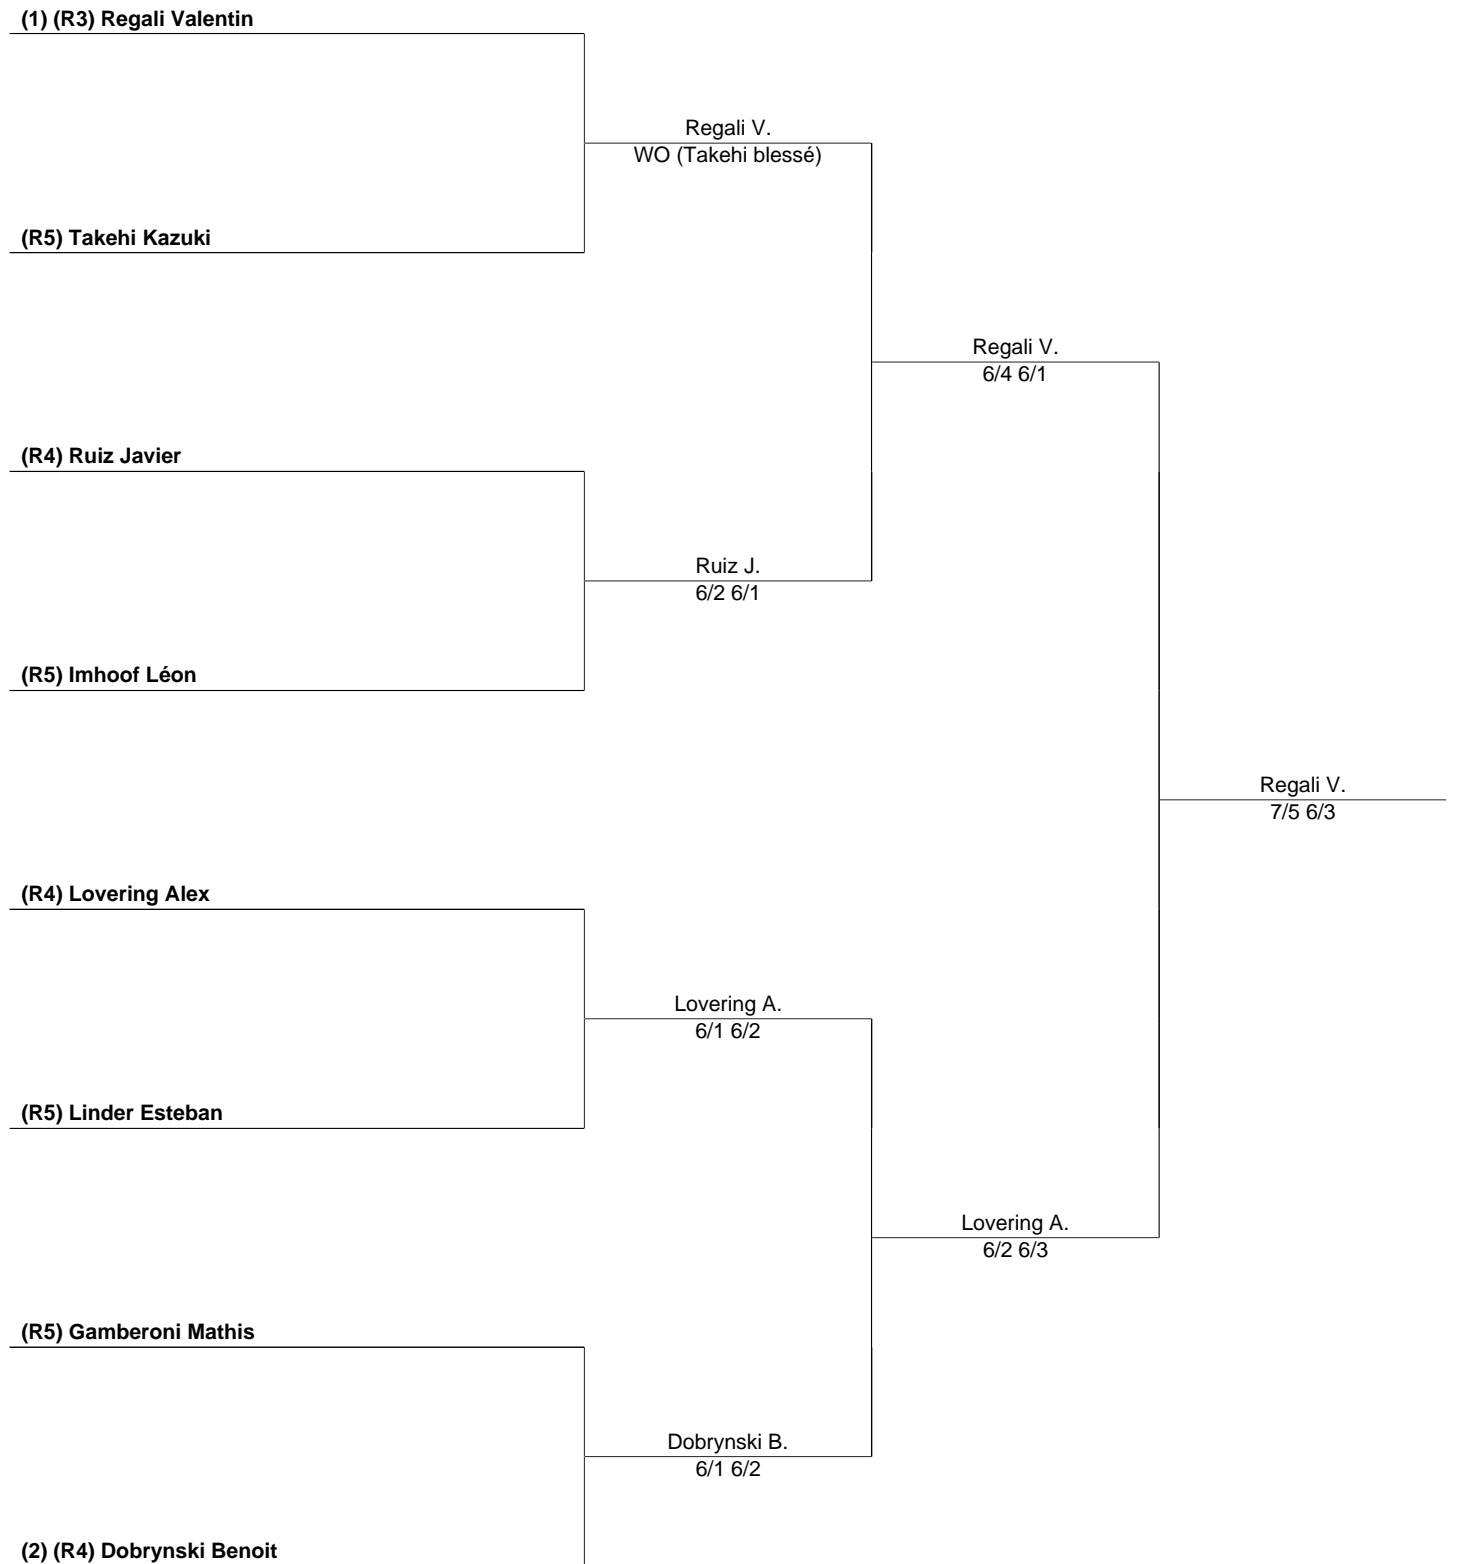 (1) (R3) Regali Valentin
Regali V.
WO (Takehi blessé)
(R5) Takehi Kazuki
Regali V.
6/4 6/1
(R4) Ruiz Javier
Ruiz J.
6/2 6/1
(R5) Imhoof Léon
Regali V.
7/5 6/3
(R4) Lovering Alex
Lovering A.
6/1 6/2
(R5) Linder Esteban
Lovering A.
6/2 6/3
(R5) Gamberoni Mathis
Dobrynski B.
6/1 6/2
(2) (R4) Dobrynski Benoit